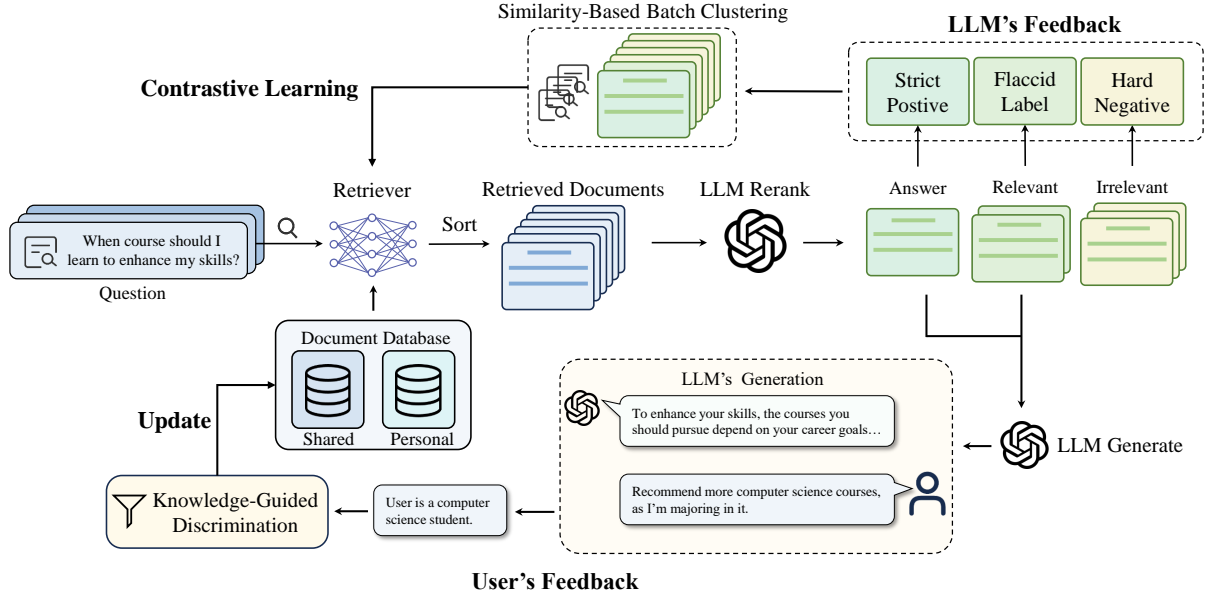 Similarity-Based Batch Clustering
LLM's Feedback
Strict
Postive
Flaccid
Label
Hard
Negative
Contrastive Learning
Retriever
Retrieved Documents
LLM Rerank
Answer
Relevant
Irrelevant
When course should I
learn to enhance my skills?
Question
Sort
Document Database
Shared
Personal
Update
LLM's Generation
To enhance your skills, the courses you
should pursue depend on your career goals…
LLM Generate
Recommend more computer science courses,
as I'm majoring in it.
User is a computer
science student.
Knowledge-Guided
Discrimination
User's Feedback